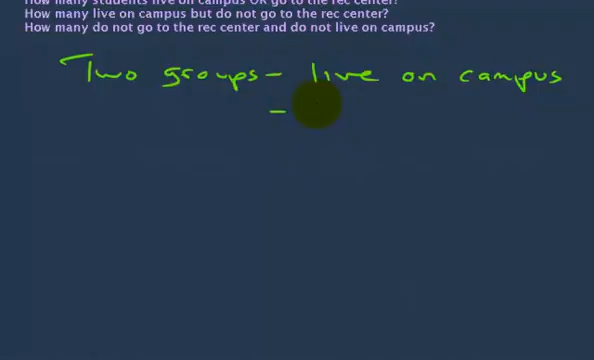 How many students live on campus OR go to the rec center?
How many live on campus but do not go to the rec center?
How many do not go to the rec center and do not live on campus?
Two groups - live on campus
-